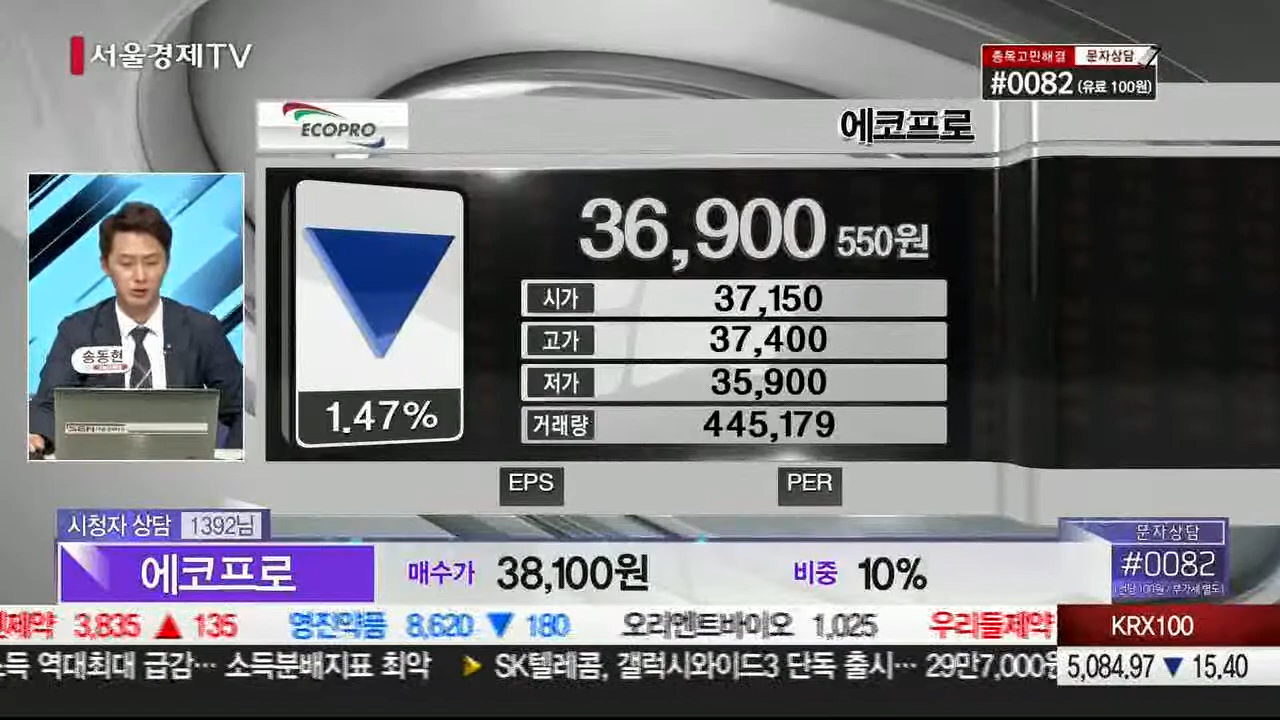 서울경제TV
종목고민해결 문자상담
#0082 (유료 100원)
ECOPRO
에코프로
36,900 550원
시가 37,150
고가 37,400
저가 35,900
거래량 445,179
1.47%
송동현
SEN
EPS PER
시청자 상담 1392님
에코프로 매수가 38,100원 비중 10%
문자상담
#0082
제약 3,835 ▲ 135 영진약품 8,620 ▼ 180 오리엔트바이오 1,025 우리들제약
KRX100
득 역대최대 급감… 소득분배지표 최악 SK텔레콤, 갤럭시와이드3 단독 출시… 29만7,000원
5,084.97 ▼ 15.40